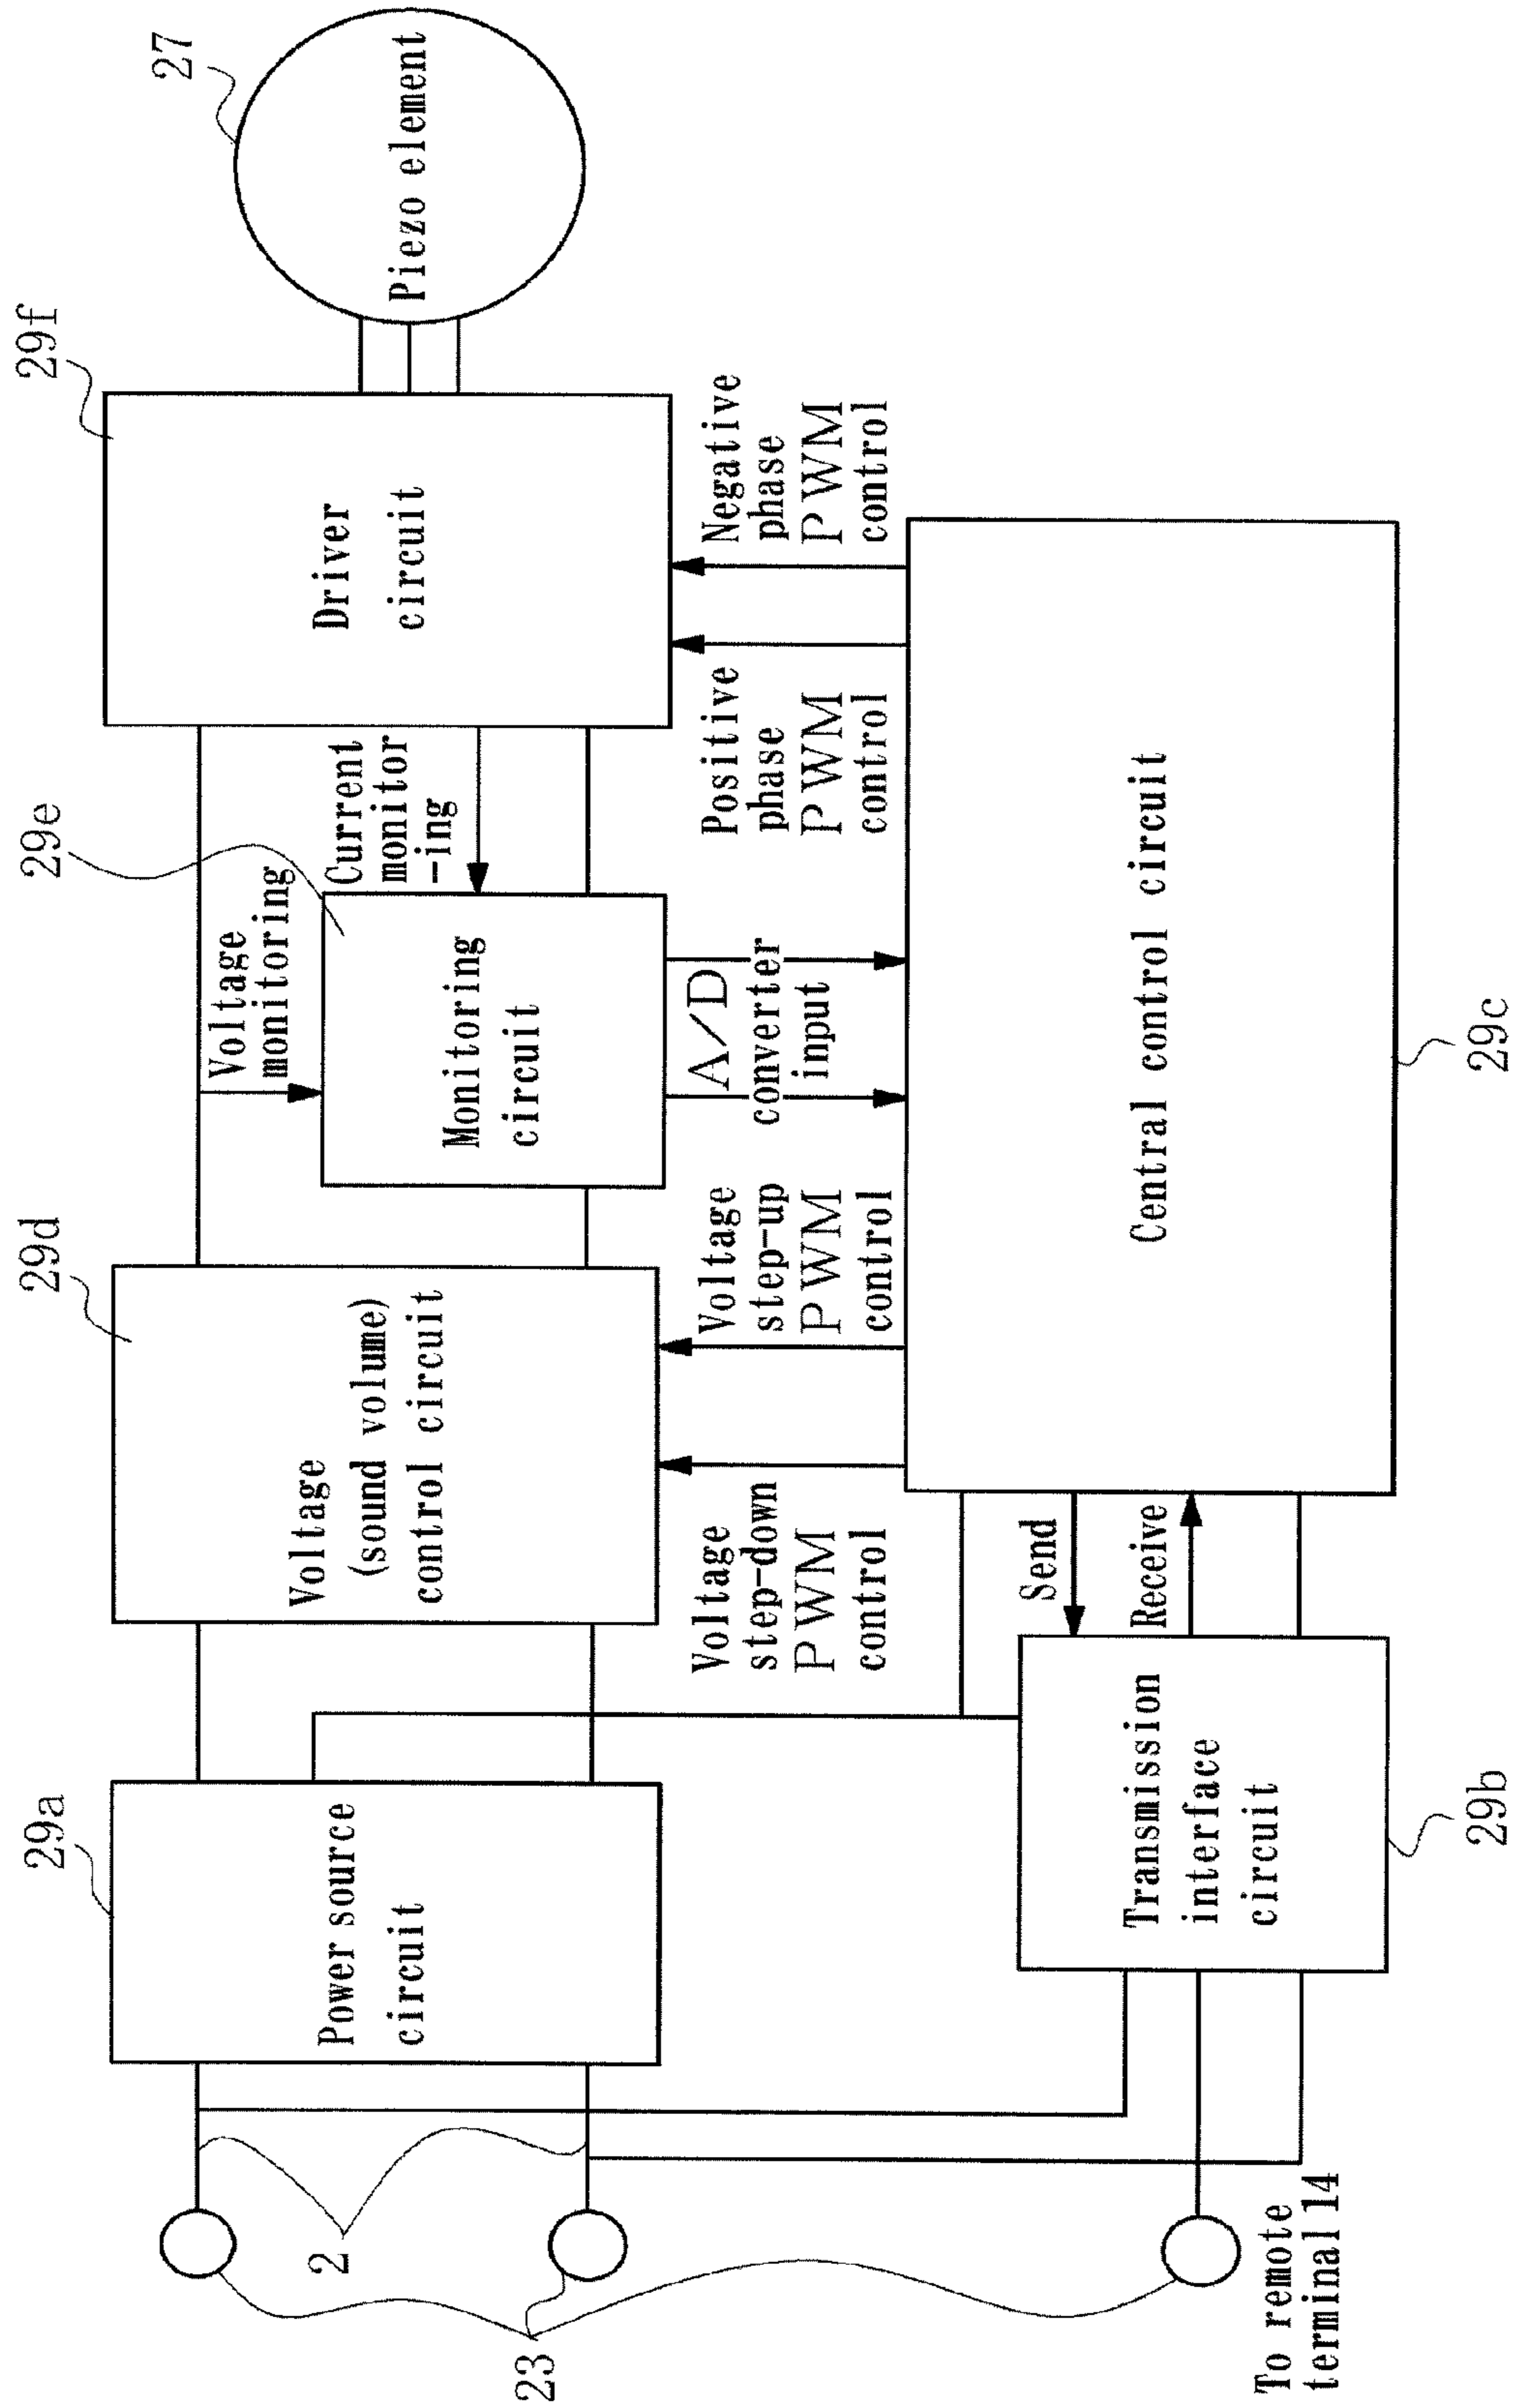 29a
29d
29e
29f
27
Power source
circuit
Voltage
(sound volume)
control circuit
Voltage
monitoring
Monitoring
circuit
Current
monitor
-ing
Driver
circuit
Piezo element
2
23
Voltage
step-down
PWM
control
Voltage
step-up
PWM
control
A/D
converter
input
Positive
phase
PWM
control
Negative
phase
PWM
control
Send
Receive
Transmission
interface
circuit
Central control circuit
To remote
terminal 14
29b
29c